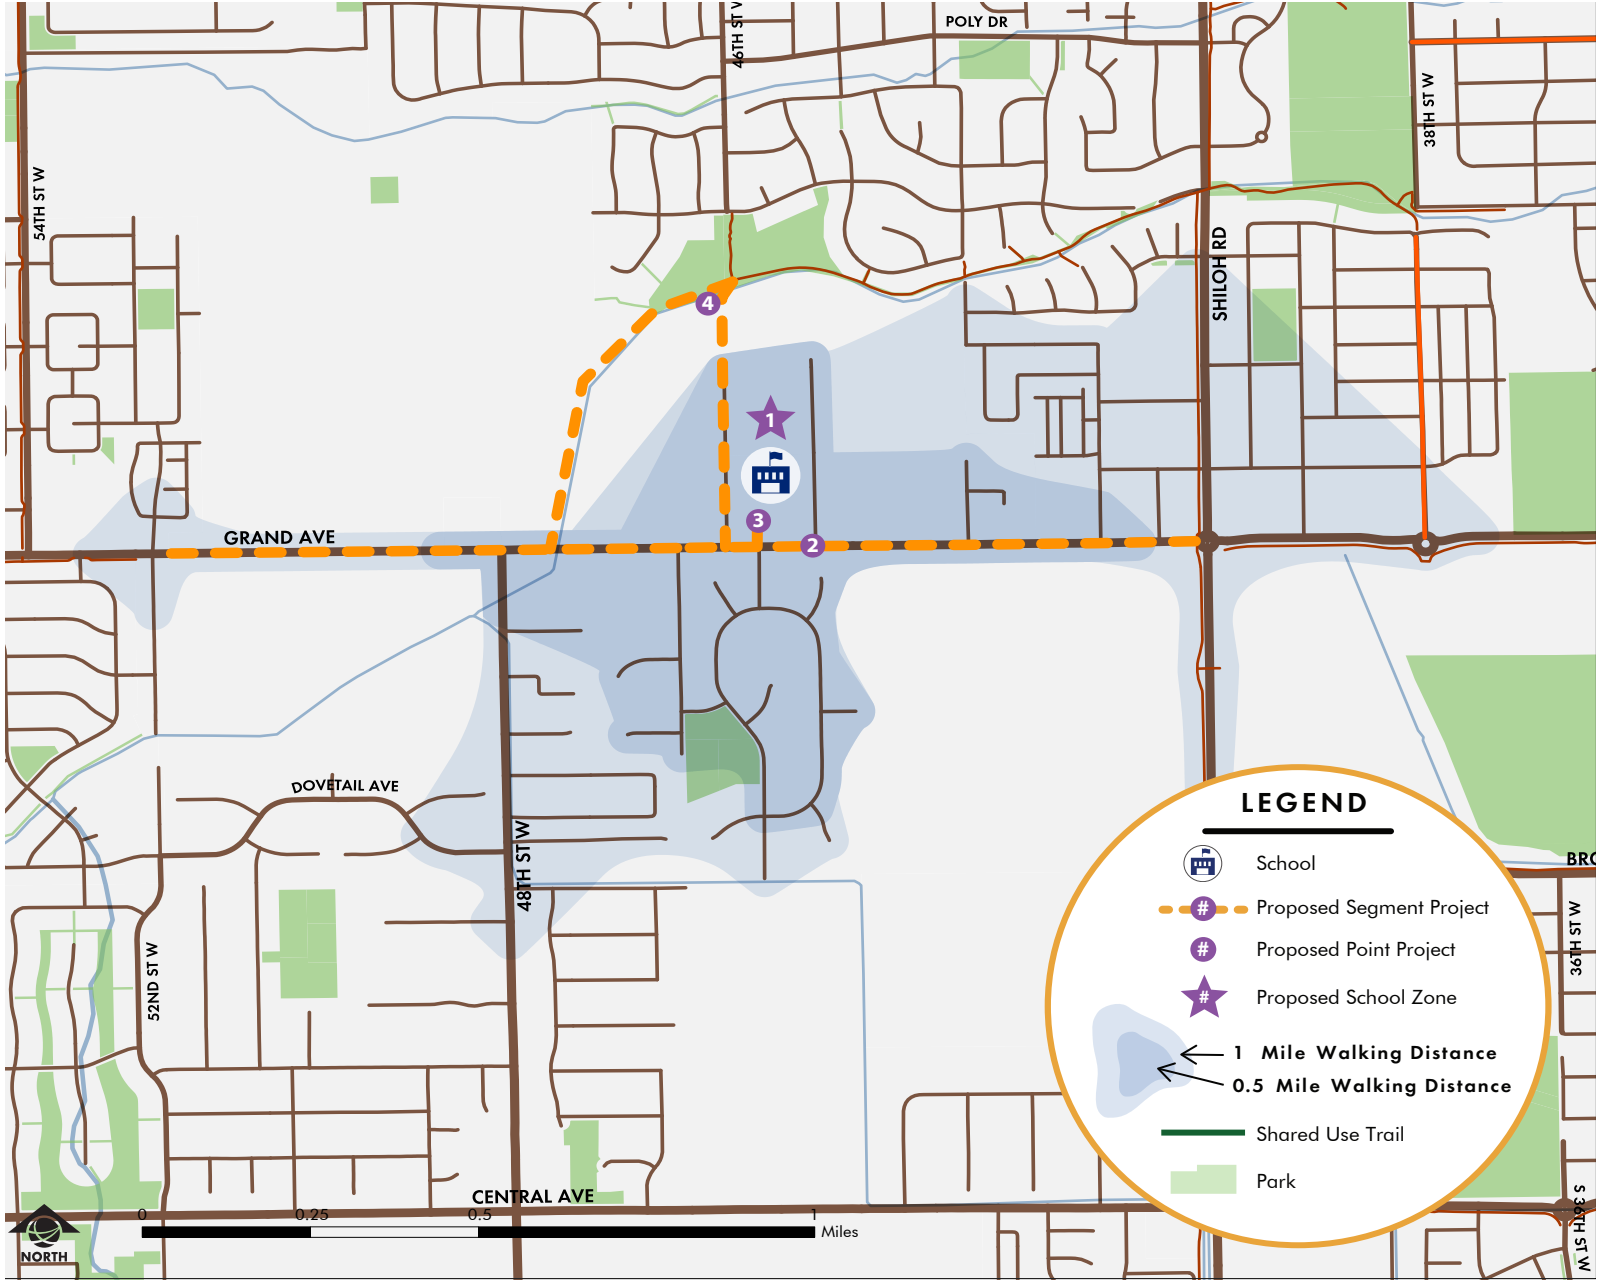 POLY DR
46TH ST W
38TH ST W
54TH ST W
SHILOH RD
4
1
3
2
GRAND AVE
DOVETAIL AVE
48TH ST W
52ND ST W
CENTRAL AVE
BRO
36TH ST W
S 36TH ST W
LEGEND
School
# Proposed Segment Project
# Proposed Point Project
# Proposed School Zone
1 Mile Walking Distance
0.5 Mile Walking Distance
Shared Use Trail
Park
0 0.25 0.5 1
Miles
NORTH